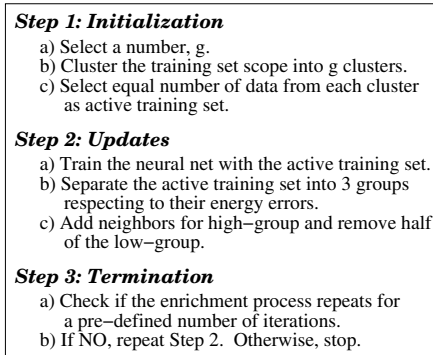 Step 1: Initialization
a) Select a number, g.
b) Cluster the training set scope into g clusters.
c) Select equal number of data from each cluster
as active training set.
Step 2: Updates
a) Train the neural net with the active training set.
b) Separate the active training set into 3 groups
respecting to their energy errors.
c) Add neighbors for high−group and remove half
of the low−group.
Step 3: Termination
a) Check if the enrichment process repeats for
a pre−defined number of iterations.
b) If NO, repeat Step 2.  Otherwise, stop.